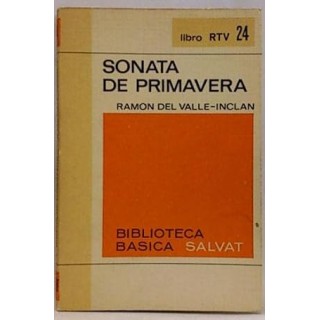 libro RTV 24
SONATA
DE PRIMAVERA
RAMON DEL VALLE-INCLAN
BIBLIOTECA
BASICA SALVAT